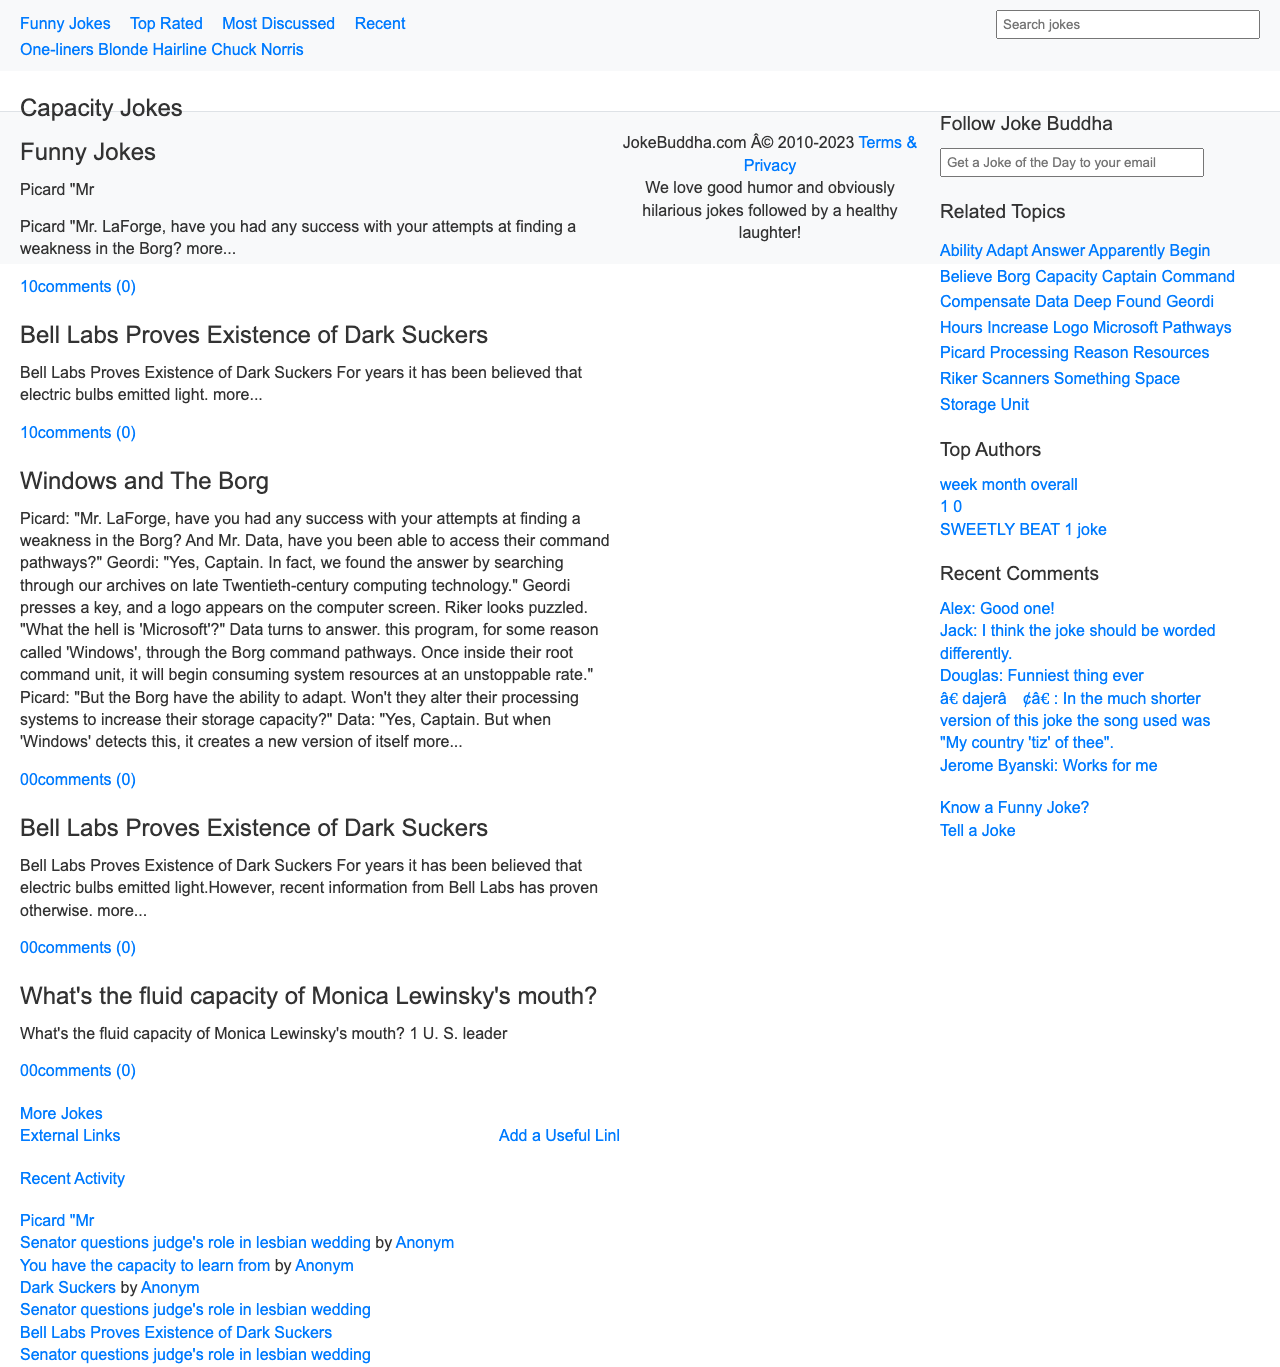 Funny Jokes Top Rated Most Discussed Recent
Search jokes
One-liners Blonde Hairline Chuck Norris
Capacity Jokes
Funny Jokes
Picard "Mr
Picard "Mr. LaForge, have you had any success with your attempts at finding a
weakness in the Borg? more...
10comments (0)
Bell Labs Proves Existence of Dark Suckers
Bell Labs Proves Existence of Dark Suckers For years it has been believed that
electric bulbs emitted light. more...
10comments (0)
Windows and The Borg
Picard: "Mr. LaForge, have you had any success with your attempts at finding a
weakness in the Borg? And Mr. Data, have you been able to access their command
pathways?" Geordi: "Yes, Captain. In fact, we found the answer by searching
through our archives on late Twentieth-century computing technology." Geordi
presses a key, and a logo appears on the computer screen. Riker looks puzzled.
"What the hell is 'Microsoft'?" Data turns to answer. this program, for some reason
called 'Windows', through the Borg command pathways. Once inside their root
command unit, it will begin consuming system resources at an unstoppable rate."
Picard: "But the Borg have the ability to adapt. Won't they alter their processing
systems to increase their storage capacity?" Data: "Yes, Captain. But when
'Windows' detects this, it creates a new version of itself more...
00comments (0)
Bell Labs Proves Existence of Dark Suckers
Bell Labs Proves Existence of Dark Suckers For years it has been believed that
electric bulbs emitted light.However, recent information from Bell Labs has proven
otherwise. more...
00comments (0)
What's the fluid capacity of Monica Lewinsky's mouth?
What's the fluid capacity of Monica Lewinsky's mouth? 1 U. S. leader
00comments (0)
More Jokes
External Links
Add a Useful Linl
Recent Activity
Picard "Mr
Senator questions judge's role in lesbian wedding by Anonym
You have the capacity to learn from by Anonym
Dark Suckers by Anonym
Senator questions judge's role in lesbian wedding
Bell Labs Proves Existence of Dark Suckers
Senator questions judge's role in lesbian wedding
JokeBuddha.com Â© 2010-2023 Terms &
Privacy
We love good humor and obviously
hilarious jokes followed by a healthy
laughter!
Follow Joke Buddha
Get a Joke of the Day to your email
Related Topics
Ability Adapt Answer Apparently Begin
Believe Borg Capacity Captain Command
Compensate Data Deep Found Geordi
Hours Increase Logo Microsoft Pathways
Picard Processing Reason Resources
Riker Scanners Something Space
Storage Unit
Top Authors
week month overall
1 0
SWEETLY BEAT 1 joke
Recent Comments
Alex: Good one!
Jack: I think the joke should be worded
differently.
Douglas: Funniest thing ever
â€ dajerâ ¢â€ : In the much shorter
version of this joke the song used was
"My country 'tiz' of thee".
Jerome Byanski: Works for me
Know a Funny Joke?
Tell a Joke